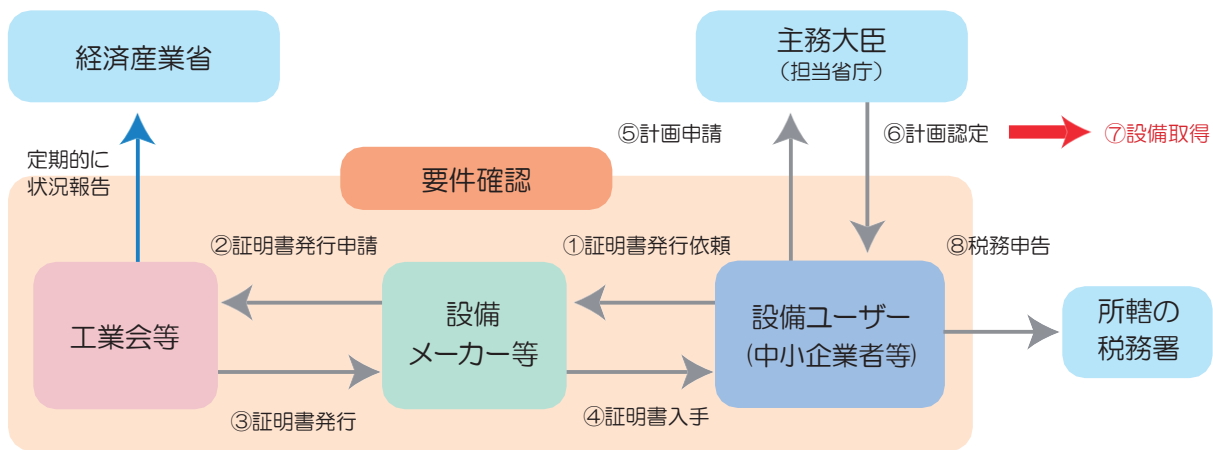 経済産業省
主務大臣
（担当省庁）
⑤計画申請
⑥計画認定
⑦設備取得
定期的に
状況報告
要件確認
②証明書発行申請
①証明書発行依頼
⑧税務申告
工業会等
設備
メーカー等
設備ユーザー
(中小企業者等)
所轄の
税務署
③証明書発行
④証明書入手